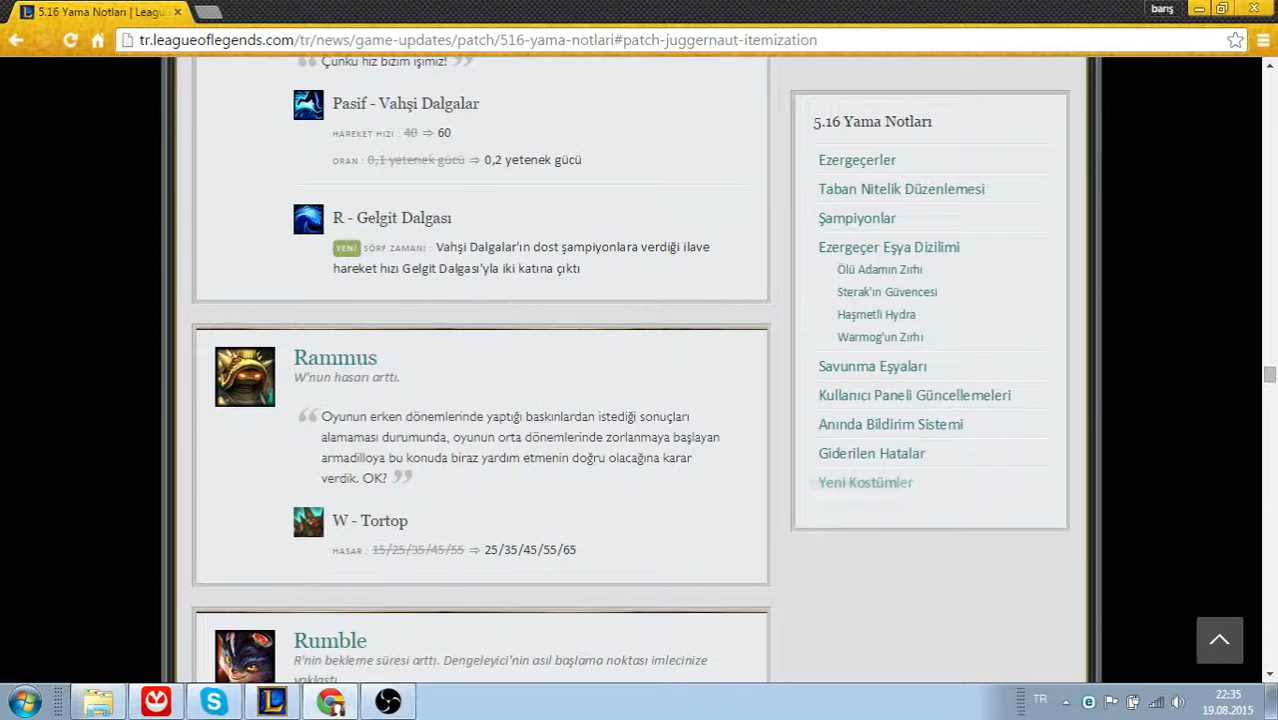 5.16 Yama Notları | Leagu
barış
tr.leagueoflegends.com/tr/news/game-updates/patch/516-yama-notlari#patch-juggernaut-itemization
Çünkü hız bizim işimiz!
Pasif - Vahşi Dalgalar
HAREKET HIZI : 40 ⇒ 60
ORAN : 0,1 yetenek gücü ⇒ 0,2 yetenek gücü
R - Gelgit Dalgası
YENİ SÖRF ZAMANI : Vahşi Dalgalar'ın dost şampiyonlara verdiği ilave
hareket hızı Gelgit Dalgası'yla iki katına çıktı
Rammus
W'nun hasarı arttı.
Oyunun erken dönemlerinde yaptığı baskınlardan istediği sonuçları
alamaması durumunda, oyunun orta dönemlerinde zorlanmaya başlayan
armadilloya bu konuda biraz yardım etmenin doğru olacağına karar
verdik. OK?
W - Tortop
HASAR : 15/25/35/45/55 ⇒ 25/35/45/55/65
Rumble
R'nin bekleme süresi arttı. Dengeleyici'nin asıl başlama noktası imlecinize
yaklaştı.
5.16 Yama Notları
Ezergeçerler
Taban Nitelik Düzenlemesi
Şampiyonlar
Ezergeçer Eşya Dizilimi
Ölü Adamın Zırhı
Sterak'ın Güvencesi
Haşmetli Hydra
Warmog'un Zırhı
Savunma Eşyaları
Kullanıcı Paneli Güncellemeleri
Anında Bildirim Sistemi
Giderilen Hatalar
Yeni Kostümler
TR
22:35
19.08.2015